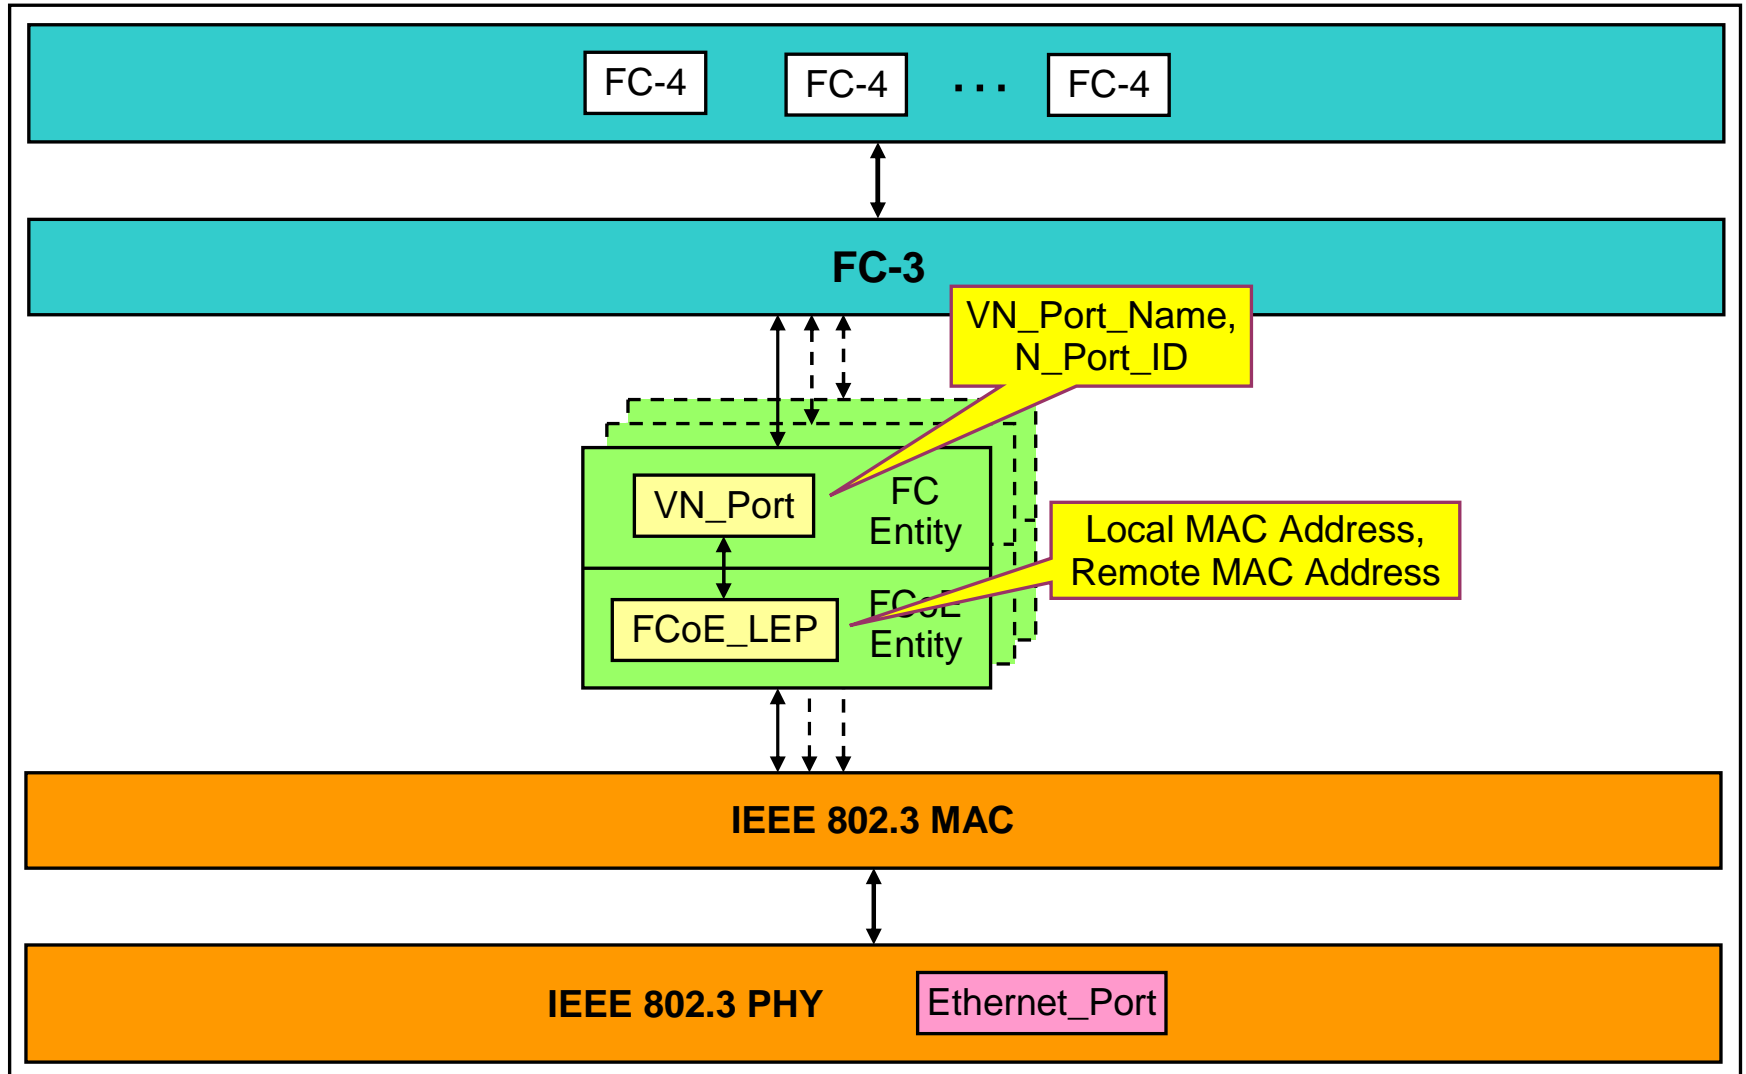 FC-4 FC-4 ... FC-4
FC-3
VN_Port_Name,
N_Port_ID
VN_Port
FC
Entity
Local MAC Address,
Remote MAC Address
FCoE_LEP
FCoE
Entity
IEEE 802.3 MAC
IEEE 802.3 PHY
Ethernet_Port